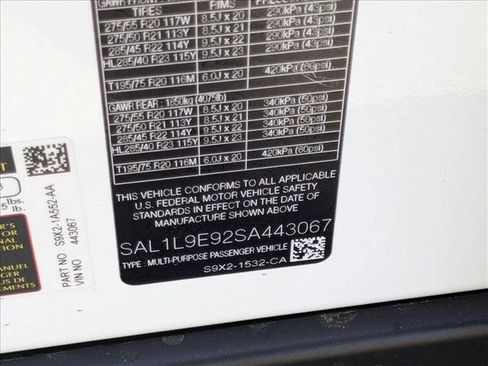 TIRES RIMS
275/55 R20 117W 8.5J x 20 290kPa (43psi)
275/50 R21 113Y 8.5J x 21 290kPa (43psi)
285/45 R22 114Y 9.5J x 22 290kPa (43psi)
HL285/40 R23 115Y 9.5J x 23 290kPa (43psi)
T195/75 R20 116M 6.0J x 20 420kPa (60psi)
GAWR REAR : 1850kg (4075lb)
275/55 R20 117W 8.5J x 20 340kPa (50psi)
275/50 R21 113Y 8.5J x 21 340kPa (50psi)
285/45 R22 114Y 9.5J x 22 340kPa (50psi)
HL285/40 R23 115Y 9.5J x 23 340kPa (50psi)
T195/75 R20 116M 6.0J x 20 420kPa (60psi)
THIS VEHICLE CONFORMS TO ALL APPLICABLE
U.S. FEDERAL MOTOR VEHICLE SAFETY
STANDARDS IN EFFECT ON THE DATE OF
MANUFACTURE SHOWN ABOVE
SAL1L9E92SA443067
TYPE : MULTI-PURPOSE PASSENGER VEHICLE
S9X2-1532-CA
PART NO S9X2-1A552-AA
VIN NO 443067